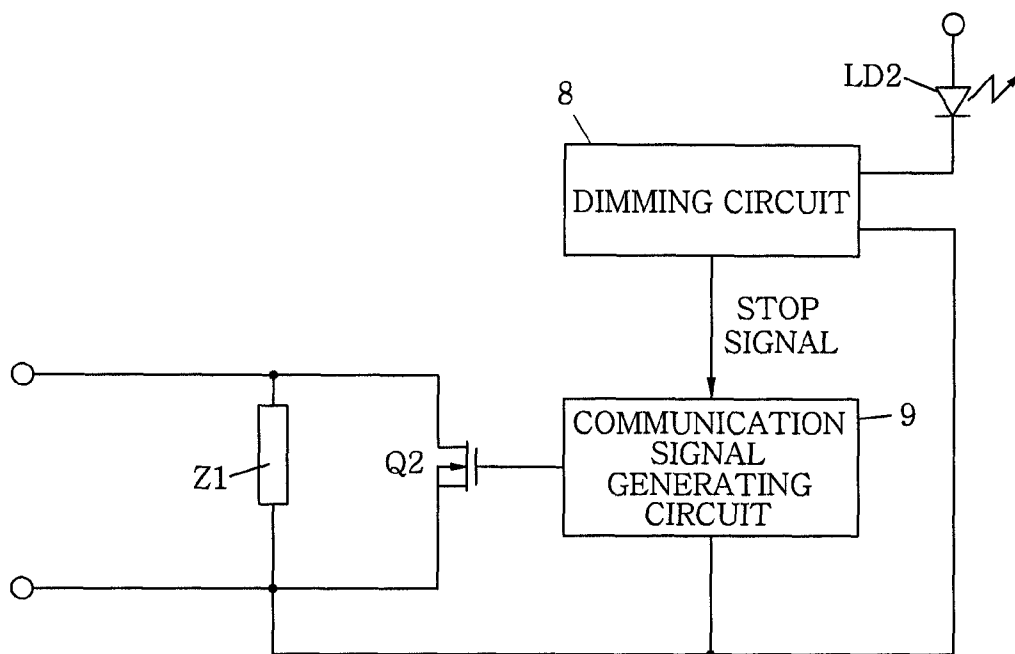 LD2
8
DIMMING CIRCUIT
STOP
SIGNAL
COMMUNICATION
SIGNAL
GENERATING
CIRCUIT
9
Q2
Z1